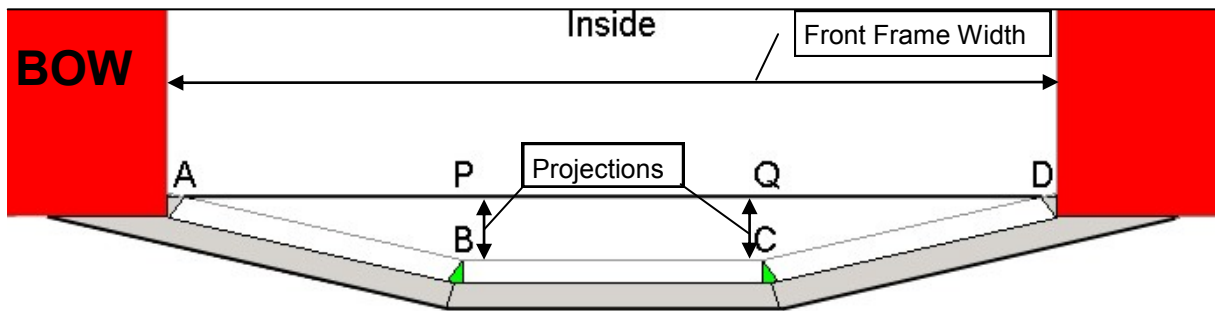 Inside
Front Frame Width
BOW
A
P
Projections
Q
D
B
C